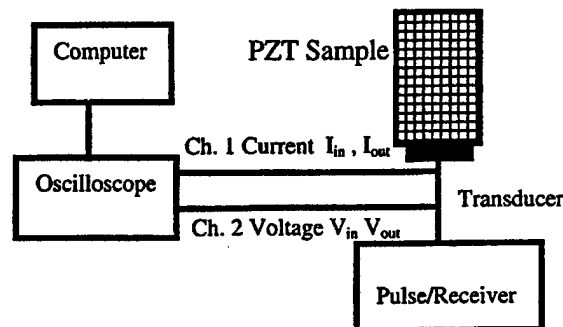 Computer
PZT Sample
Ch. 1 Current I_in , I_out
Oscilloscope
Transducer
Ch. 2 Voltage V_in V_out
Pulse/Receiver